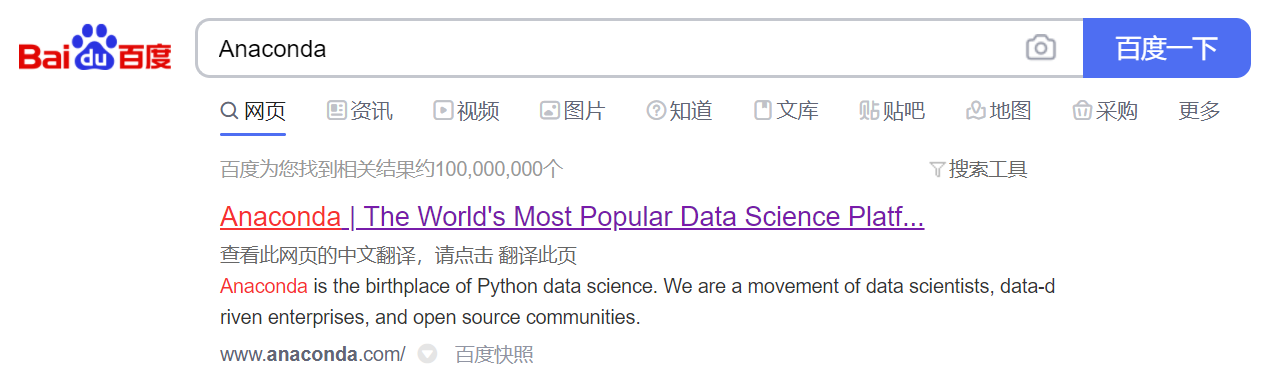 Bai du 百度 Anaconda 百度一下
网页 资讯 视频 图片 知道 文库 贴吧 地图 采购 更多
百度为您找到相关结果约100,000,000个 搜索工具
Anaconda | The World's Most Popular Data Science Platf...
查看此网页的中文翻译，请点击 翻译此页
Anaconda is the birthplace of Python data science. We are a movement of data scientists, data-d
riven enterprises, and open source communities.
www.anaconda.com/ 百度快照